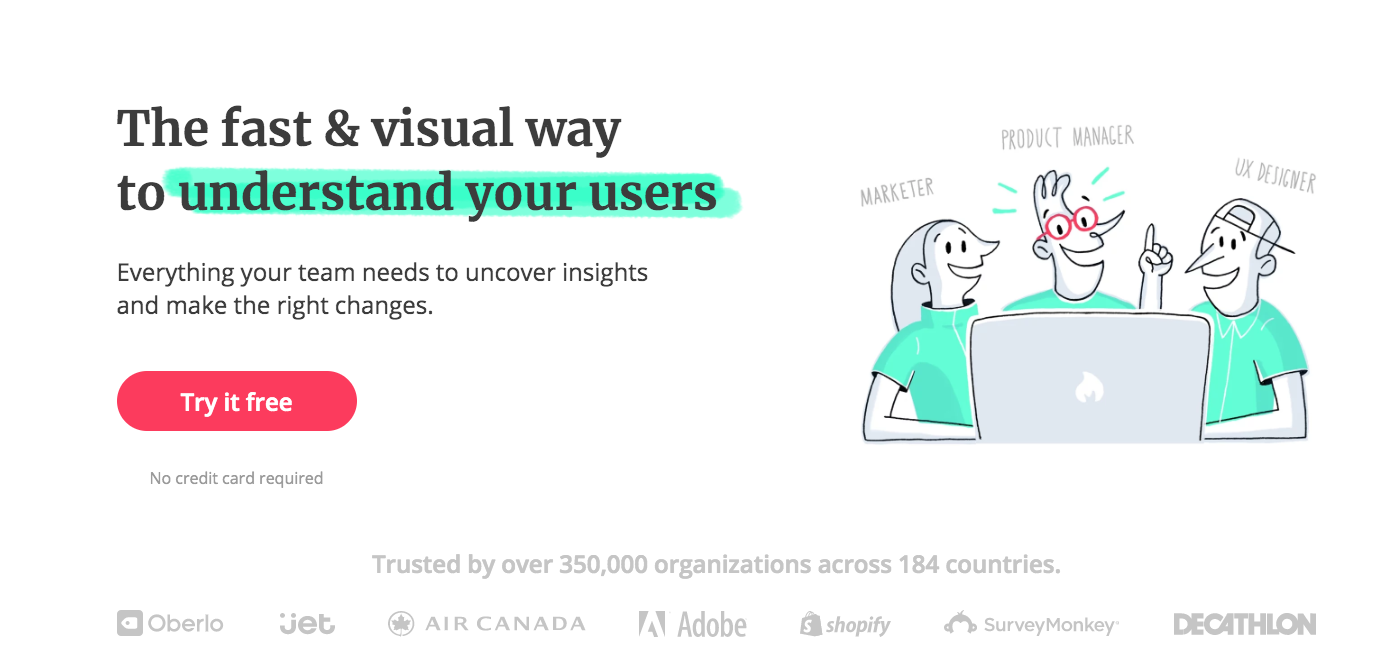 The fast & visual way
to understand your users
Everything your team needs to uncover insights
and make the right changes.
Try it free
No credit card required
MARKETER
PRODUCT MANAGER
UX DESIGNER
Trusted by over 350,000 organizations across 184 countries.
Oberlo jet AIR CANADA Adobe shopify SurveyMonkey DECATHLON